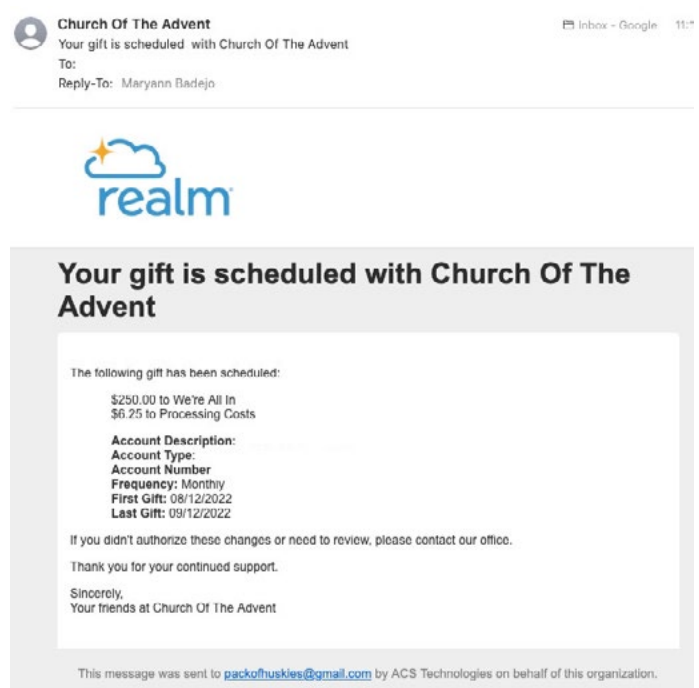 Church Of The Advent
Inbox - Google
Your gift is scheduled with Church Of The Advent
To:
Reply-To: Maryann Badejo
realm
Your gift is scheduled with Church Of The
Advent
The following gift has been scheduled:
$250.00 to We're All In
$6.25 to Processing Costs
Account Description:
Account Type:
Account Number
Frequency: Monthly
First Gift: 08/12/2022
Last Gift: 09/12/2022
If you didn't authorize these changes or need to review, please contact our office.
Thank you for your continued support.
Sincerely,
Your friends at Church Of The Advent
This message was sent to packofhuskies@gmail.com by ACS Technologies on behalf of this organization.